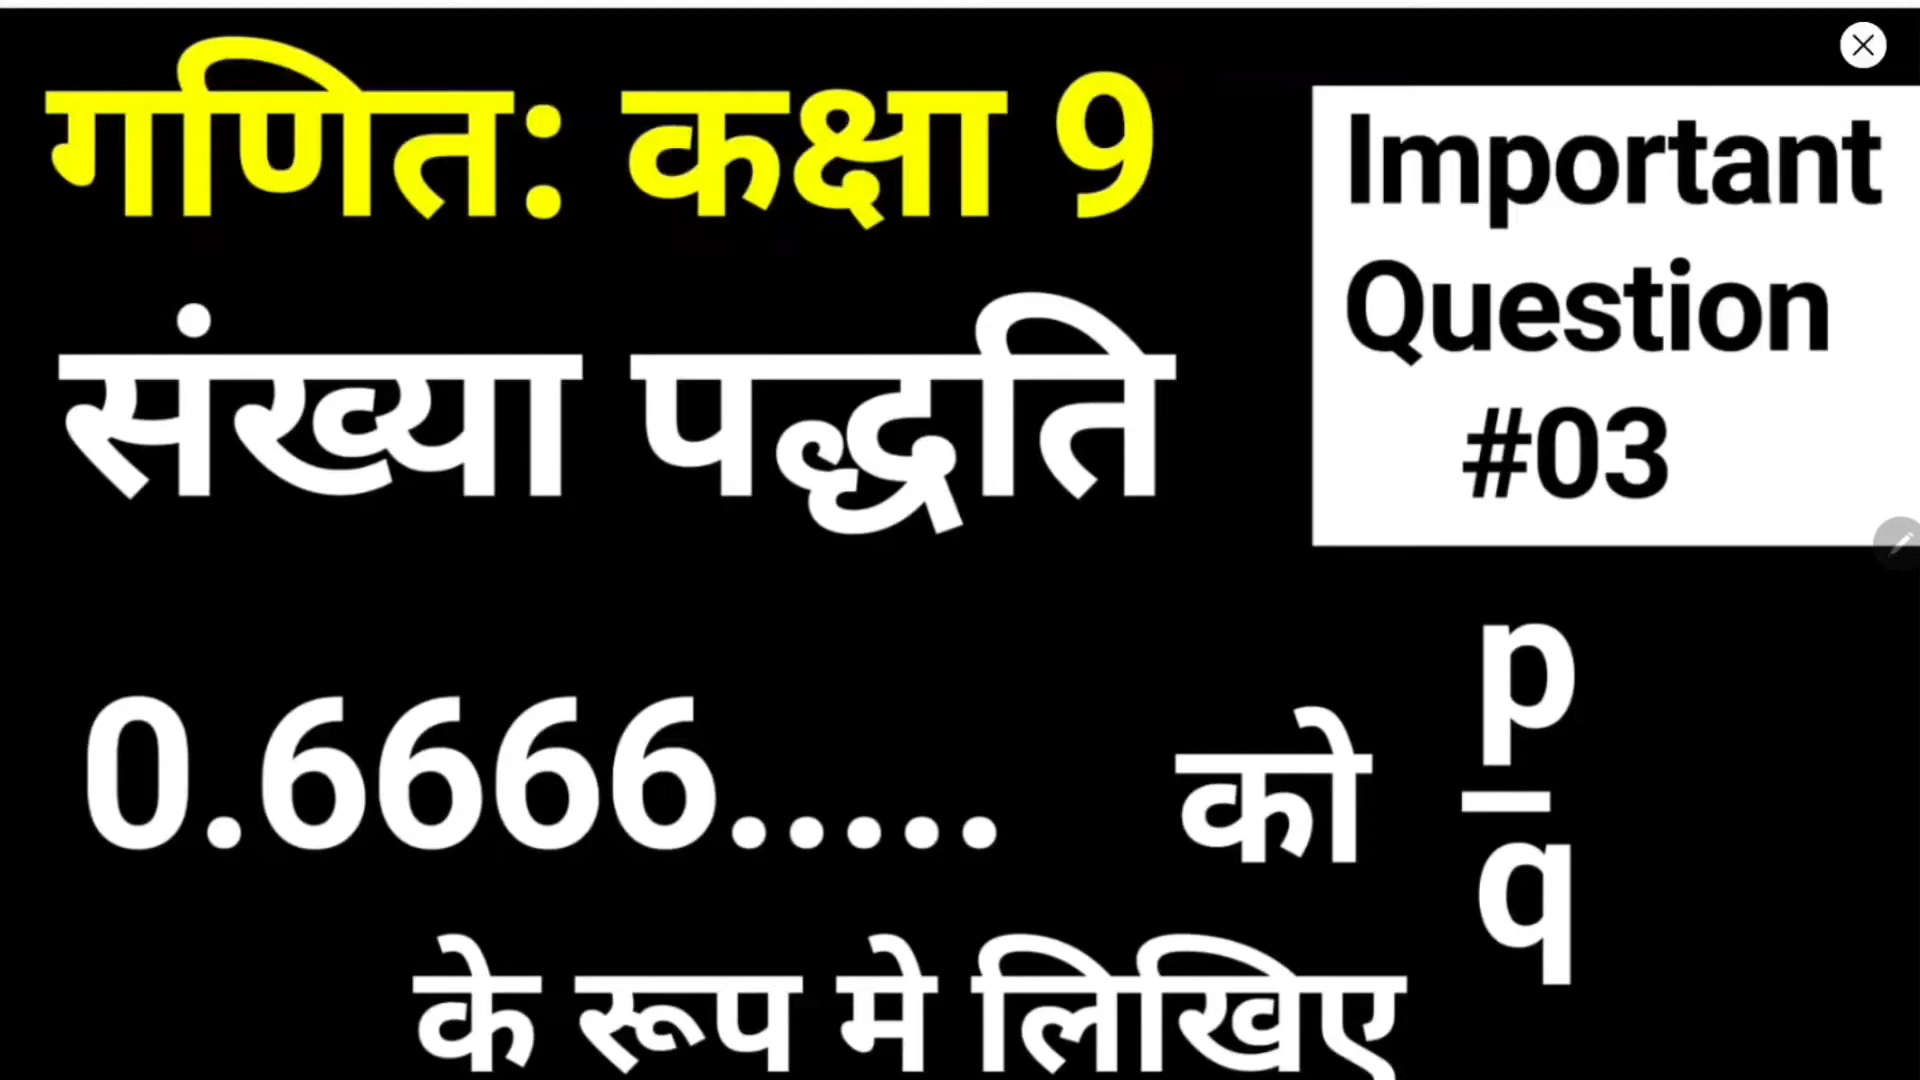 गणित: कक्षा 9
संख्या पद्धति
Important
Question
#03
0.6666..... को p/q
के रूप मे लिखिए